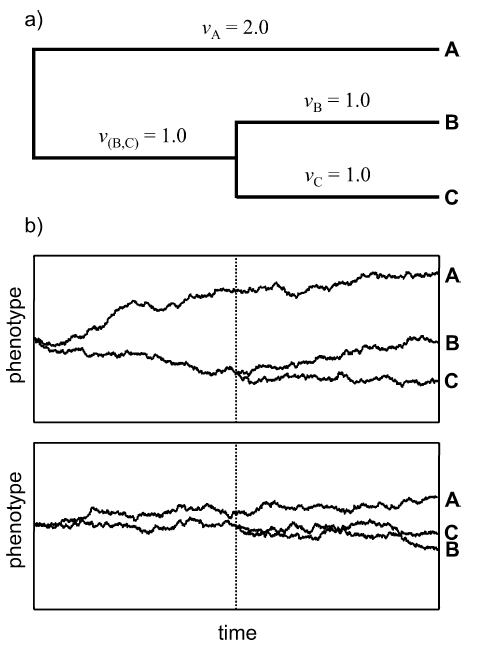 a)
vA = 2.0
A
vB = 1.0
B
v(B,C) = 1.0
vC = 1.0
C
b)
phenotype
A
B
C
phenotype
A
C
B
time